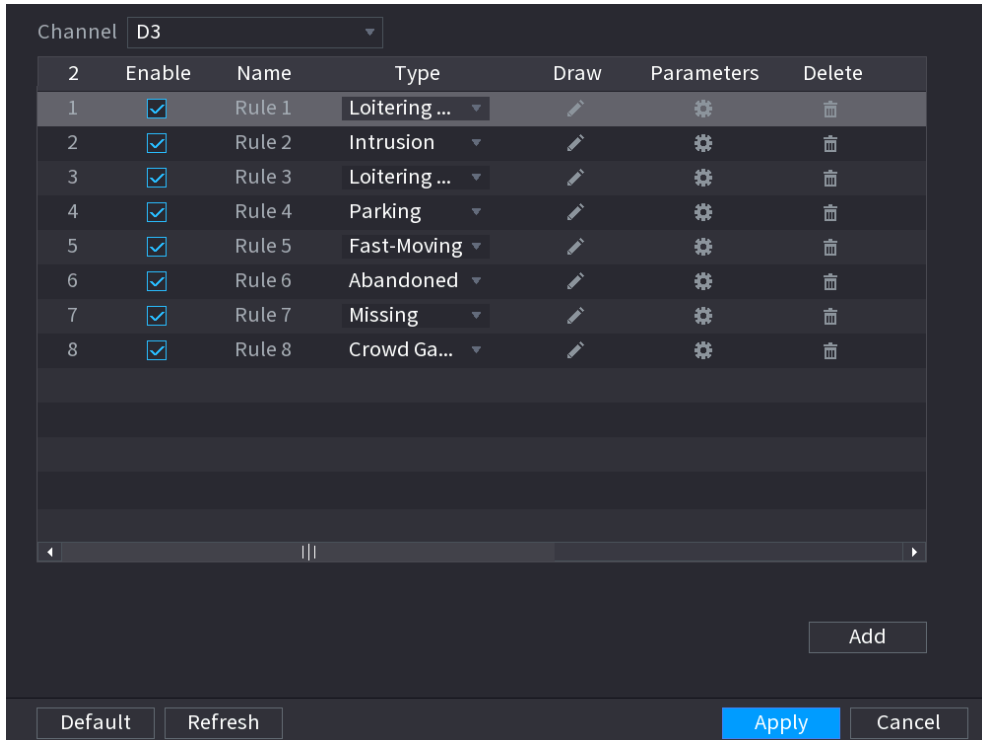 Channel D3
2 Enable Name Type Draw Parameters Delete
1 Rule 1 Loitering ...
2 Rule 2 Intrusion
3 Rule 3 Loitering ...
4 Rule 4 Parking
5 Rule 5 Fast-Moving
6 Rule 6 Abandoned
7 Rule 7 Missing
8 Rule 8 Crowd Ga...
Add
Default Refresh Apply Cancel